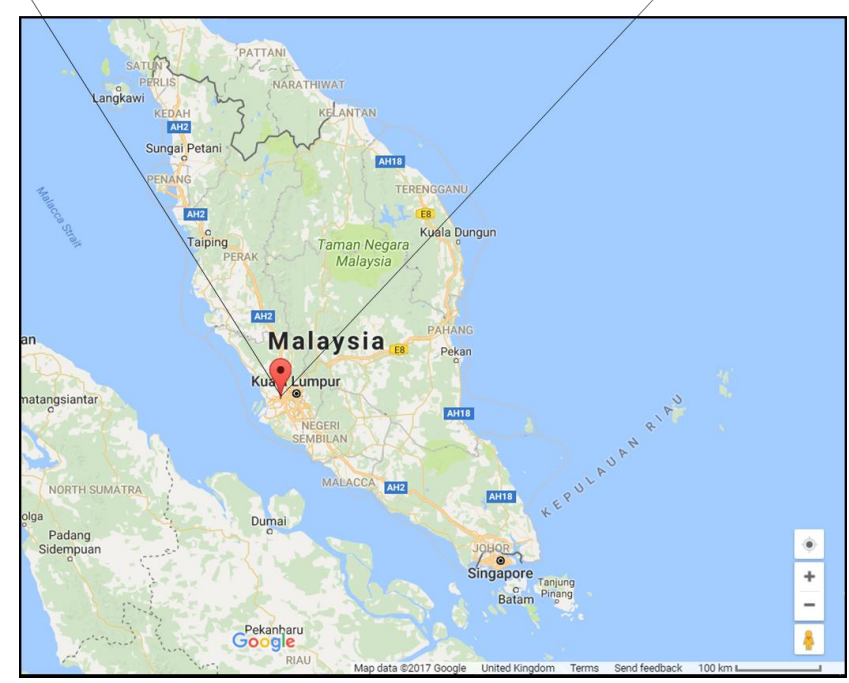 PATTANI
SATUN
PERLIS
NARATHIWAT
Langkawi
KEDAH
KELANTAN
AH2
Sungai Petani
AH18
PENANG
TERENGGANU
Malacca Strait
AH2
E8
Kuala Dungun
Taiping
Taman Negara
Malaysia
PERAK
AH2
PAHANG
an
Malaysia
E8
Pekan
Kuala Lumpur
matangsiantar
AH18
NEGERI
SEMBILAN
KEPULAUAN RIAU
MALACCA
AH2
NORTH SUMATRA
AH18
olga
Dumai
Padang
Sidempuan
JOHOR
Singapore
Tanjung
Pinang
Batam
Pekanbaru
Google
RIAU
Map data ©2017 Google United Kingdom Terms Send feedback 100 km